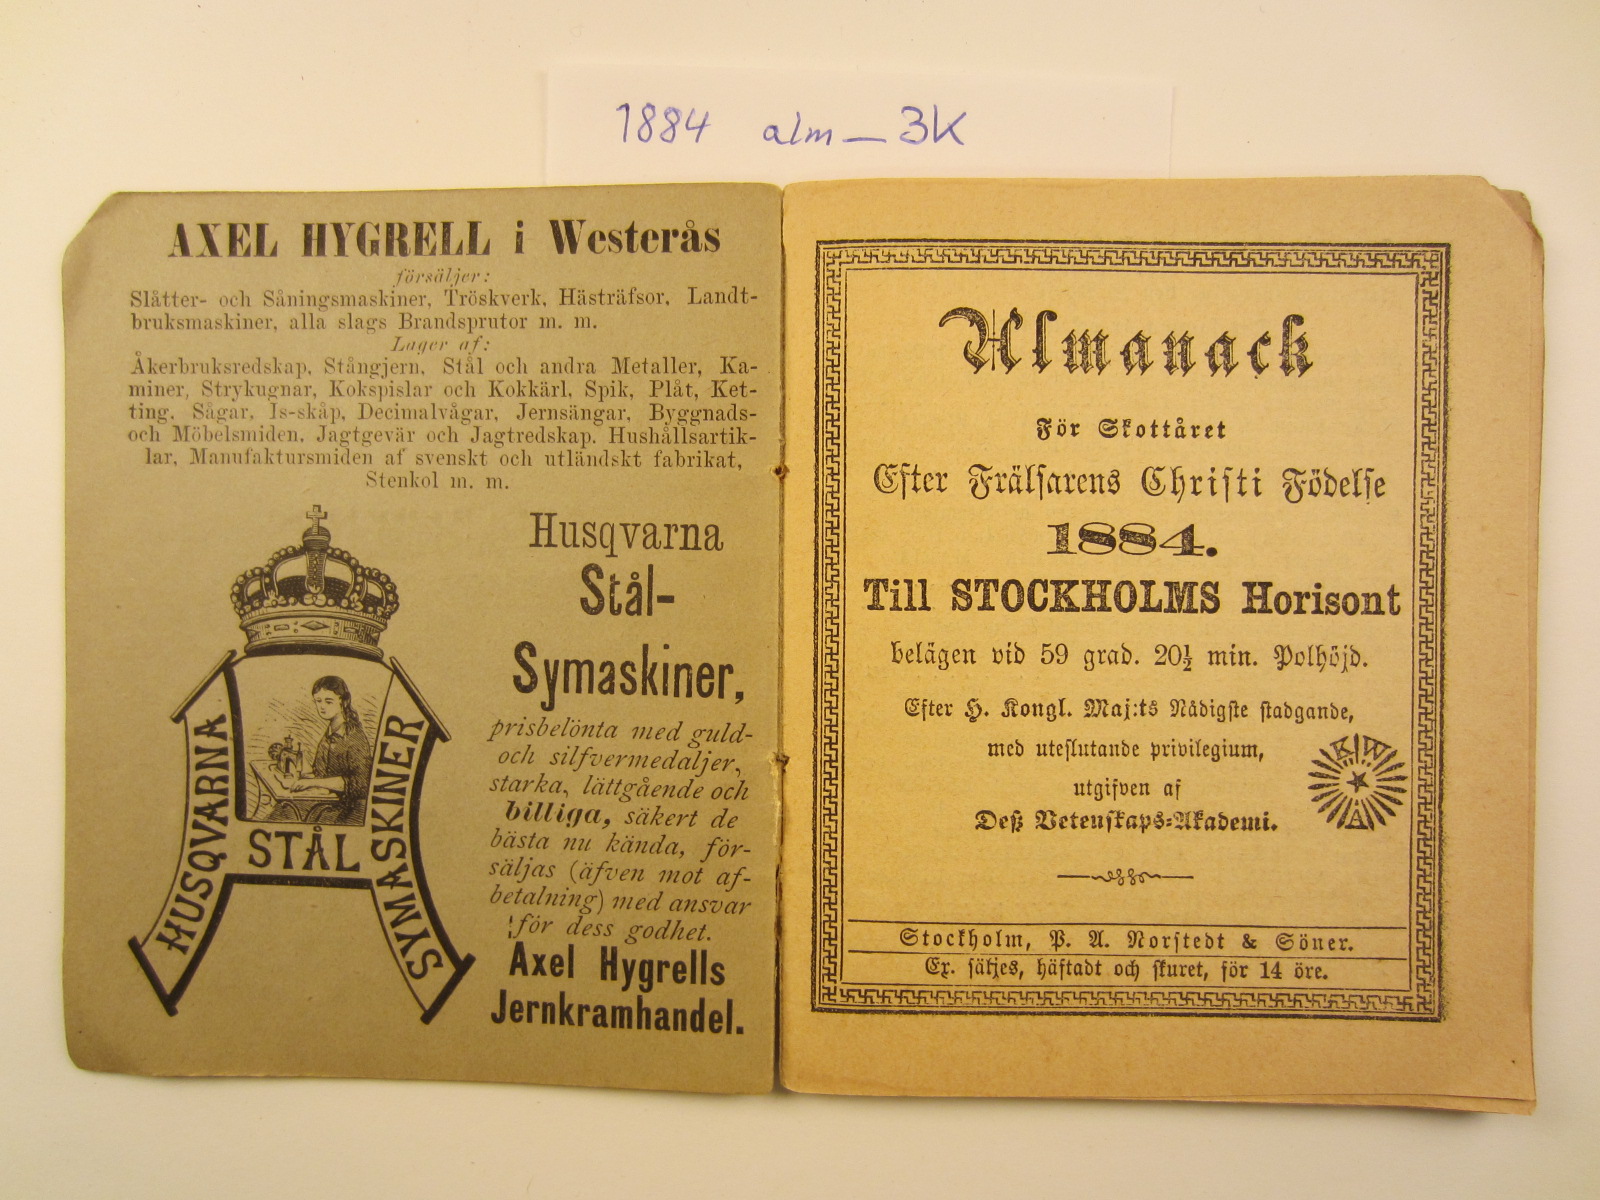 1884 alm_3K
AXEL HYGRELL i Westerås
försäljer:
Slåtter- och Såningsmaskiner, Tröskverk, Hästräfsor, Landt-
bruksmaskiner, alla slags Brandsprutor m. m.
Lager af:
Åkerbruksredskap, Stångjern, Stål och andra Metaller, Ka-
miner, Strykugnar, Kokspislar och Kokkärl, Spik, Plåt, Ket-
ting, Sågar, Is-skåp, Decimalvågar, Jernsängar, Byggnads-
och Möbelsmiden, Jagtgevär och Jagtredskap, Hushållsartik-
lar, Manufaktursmiden af svenskt och utländskt fabrikat,
Stenkol m. m.
HUSQVARNA
STÅL
SYMASKINER
Husqvarna
Stål-
Symaskiner,
prisbelönta med guld-
och silfvermedaljer,
starka, lättgående och
billiga, säkert de
bästa nu kända, för-
säljas (äfven mot af-
betalning) med ansvar
för dess godhet.
Axel Hygrells
Jernkramhandel.
Almanack
För Skottåret
Efter Frälsarens Christi Födelse
1884.
Till STOCKHOLMS Horisont
belägen vid 59 grad. 20½ min. Polhöjd.
Efter H. Kongl. Maj:ts Nådigste stadgande,
med uteslutande privilegium,
utgifven af
Dess Vetenskaps-Akademi.
K W
A
Stockholm, P. A. Norstedt & Söner.
Ex. säljes, häftadt och skuret, för 14 öre.